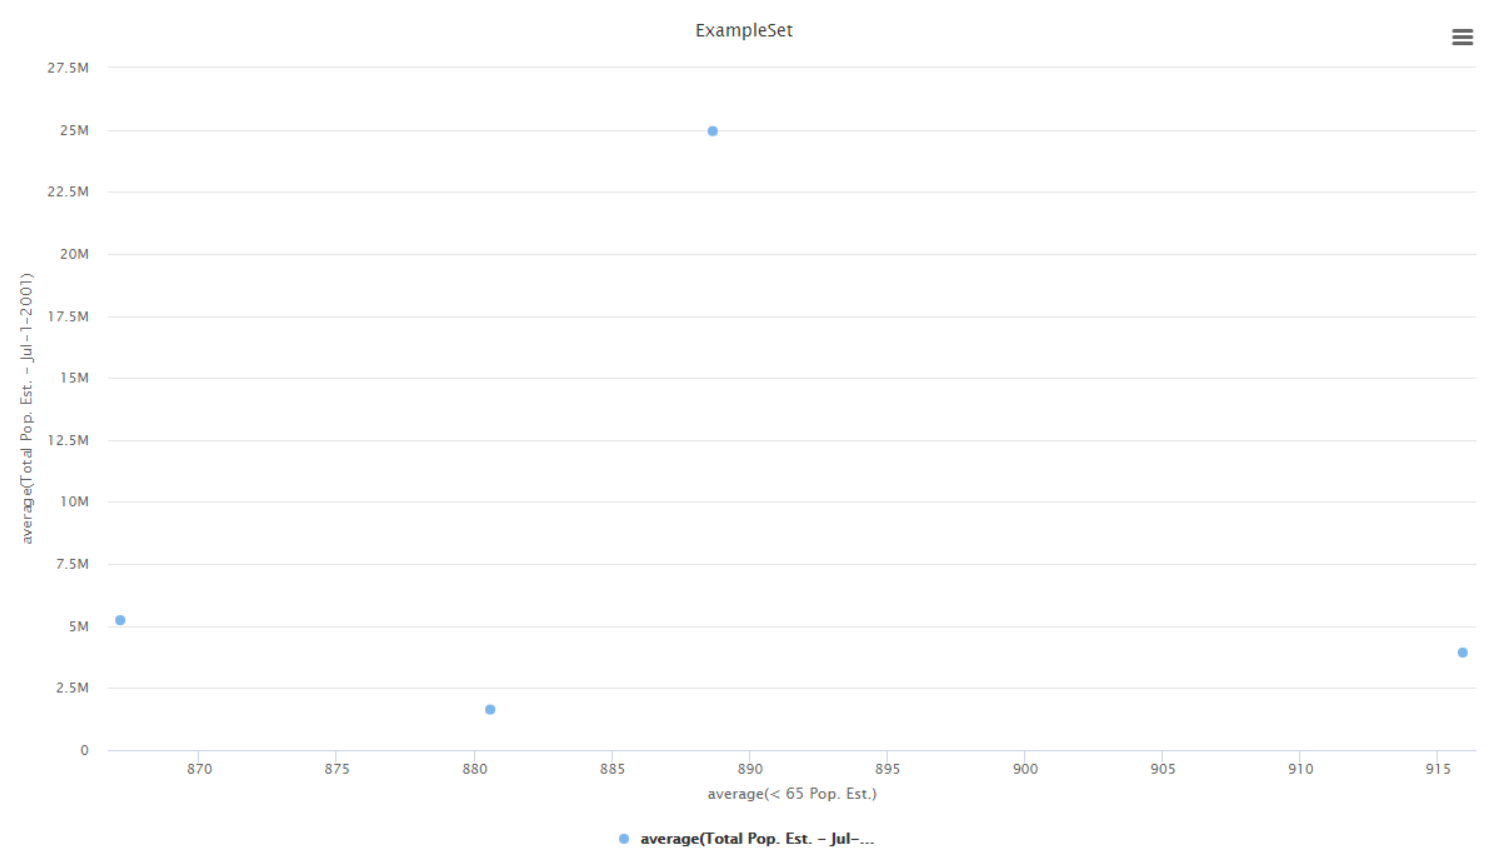 ExampleSet
27.5M
25M
22.5M
20M
17.5M
15M
12.5M
10M
7.5M
5M
2.5M
0
average(Total Pop. Est. - Jul-1-2001)
870 875 880 885 890 895 900 905 910 915
average(< 65 Pop. Est.)
average(Total Pop. Est. - Jul-...